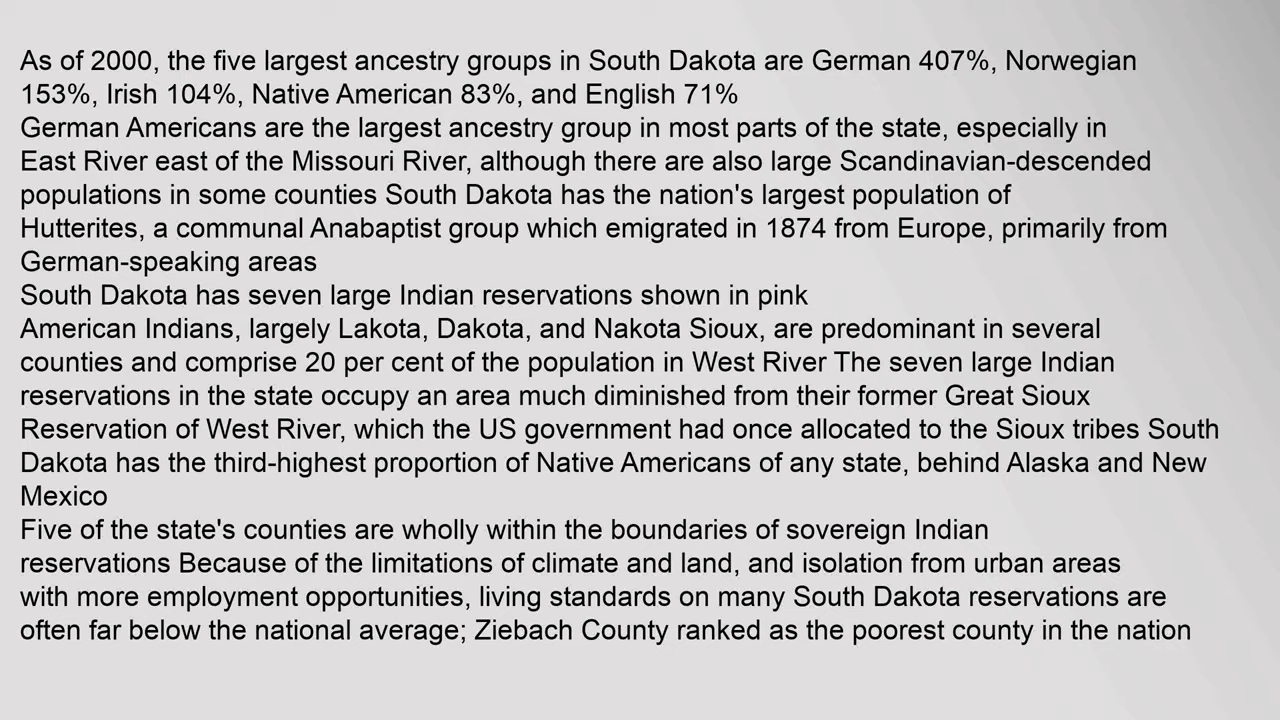 As of 2000, the five largest ancestry groups in South Dakota are German 407%, Norwegian
153%, Irish 104%, Native American 83%, and English 71%
German Americans are the largest ancestry group in most parts of the state, especially in
East River east of the Missouri River, although there are also large Scandinavian-descended
populations in some counties South Dakota has the nation's largest population of
Hutterites, a communal Anabaptist group which emigrated in 1874 from Europe, primarily from
German-speaking areas
South Dakota has seven large Indian reservations shown in pink
American Indians, largely Lakota, Dakota, and Nakota Sioux, are predominant in several
counties and comprise 20 per cent of the population in West River The seven large Indian
reservations in the state occupy an area much diminished from their former Great Sioux
Reservation of West River, which the US government had once allocated to the Sioux tribes South
Dakota has the third-highest proportion of Native Americans of any state, behind Alaska and New
Mexico
Five of the state's counties are wholly within the boundaries of sovereign Indian
reservations Because of the limitations of climate and land, and isolation from urban areas
with more employment opportunities, living standards on many South Dakota reservations are
often far below the national average; Ziebach County ranked as the poorest county in the nation